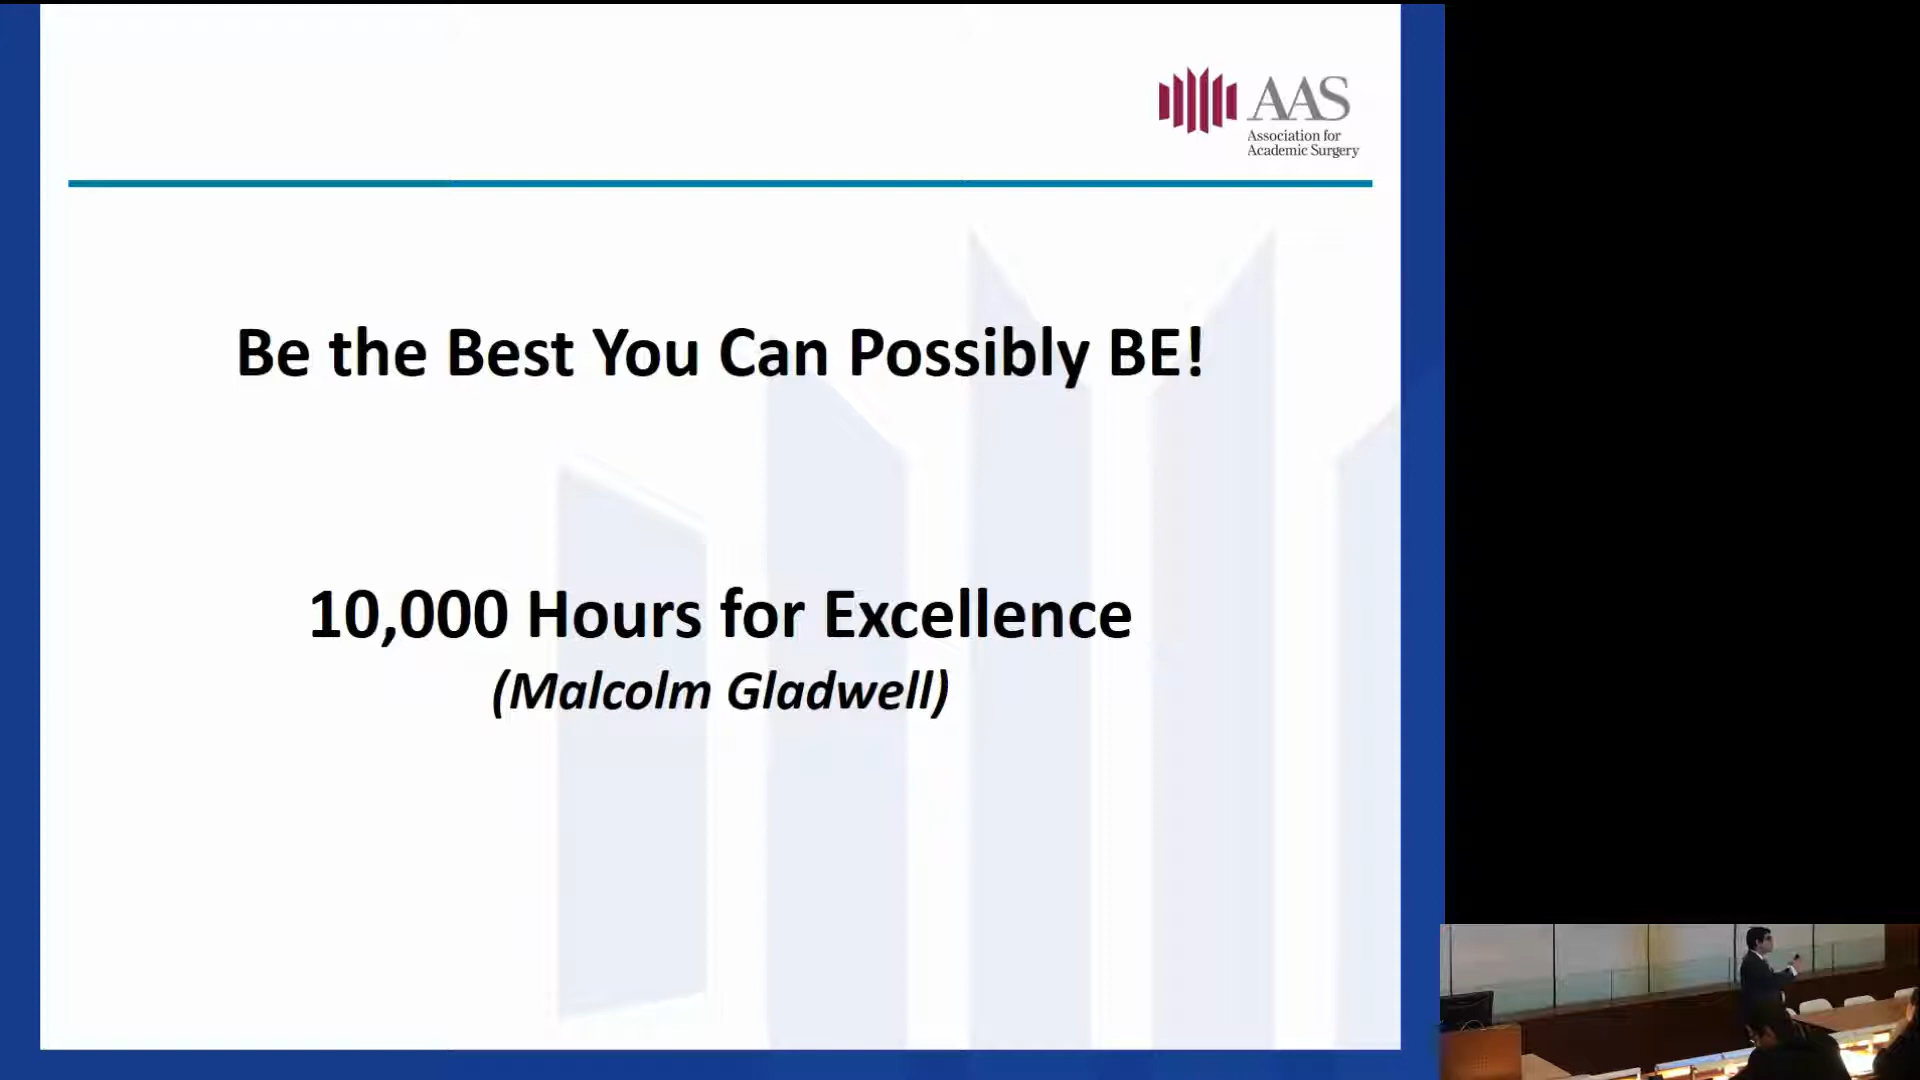 AAS
Association for
Academic Surgery
Be the Best You Can Possibly BE!
10,000 Hours for Excellence
(Malcolm Gladwell)